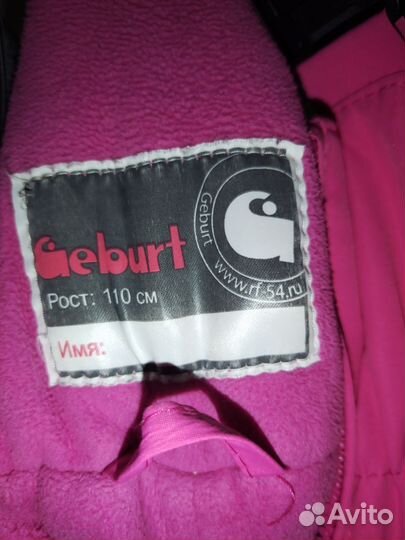 Geburt
Рост: 110 см
Имя:
Geburt
www.rf-54.ru
Avito